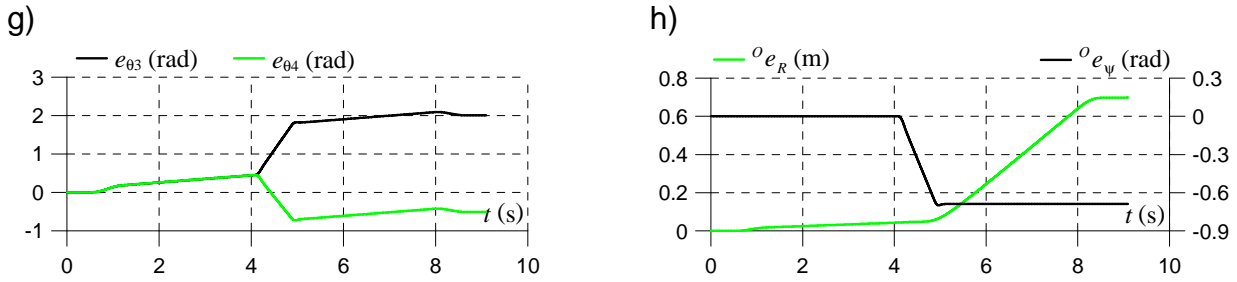 g)
e_θ3 (rad) e_θ4 (rad)
3
2
1
0
-1
t (s)
0 2 4 6 8 10
h)
ᴼe_R (m) ᴼe_ψ (rad)
0.8 0.3
0.6 0
0.4 -0.3
0.2 -0.6
0 -0.9
t (s)
0 2 4 6 8 10